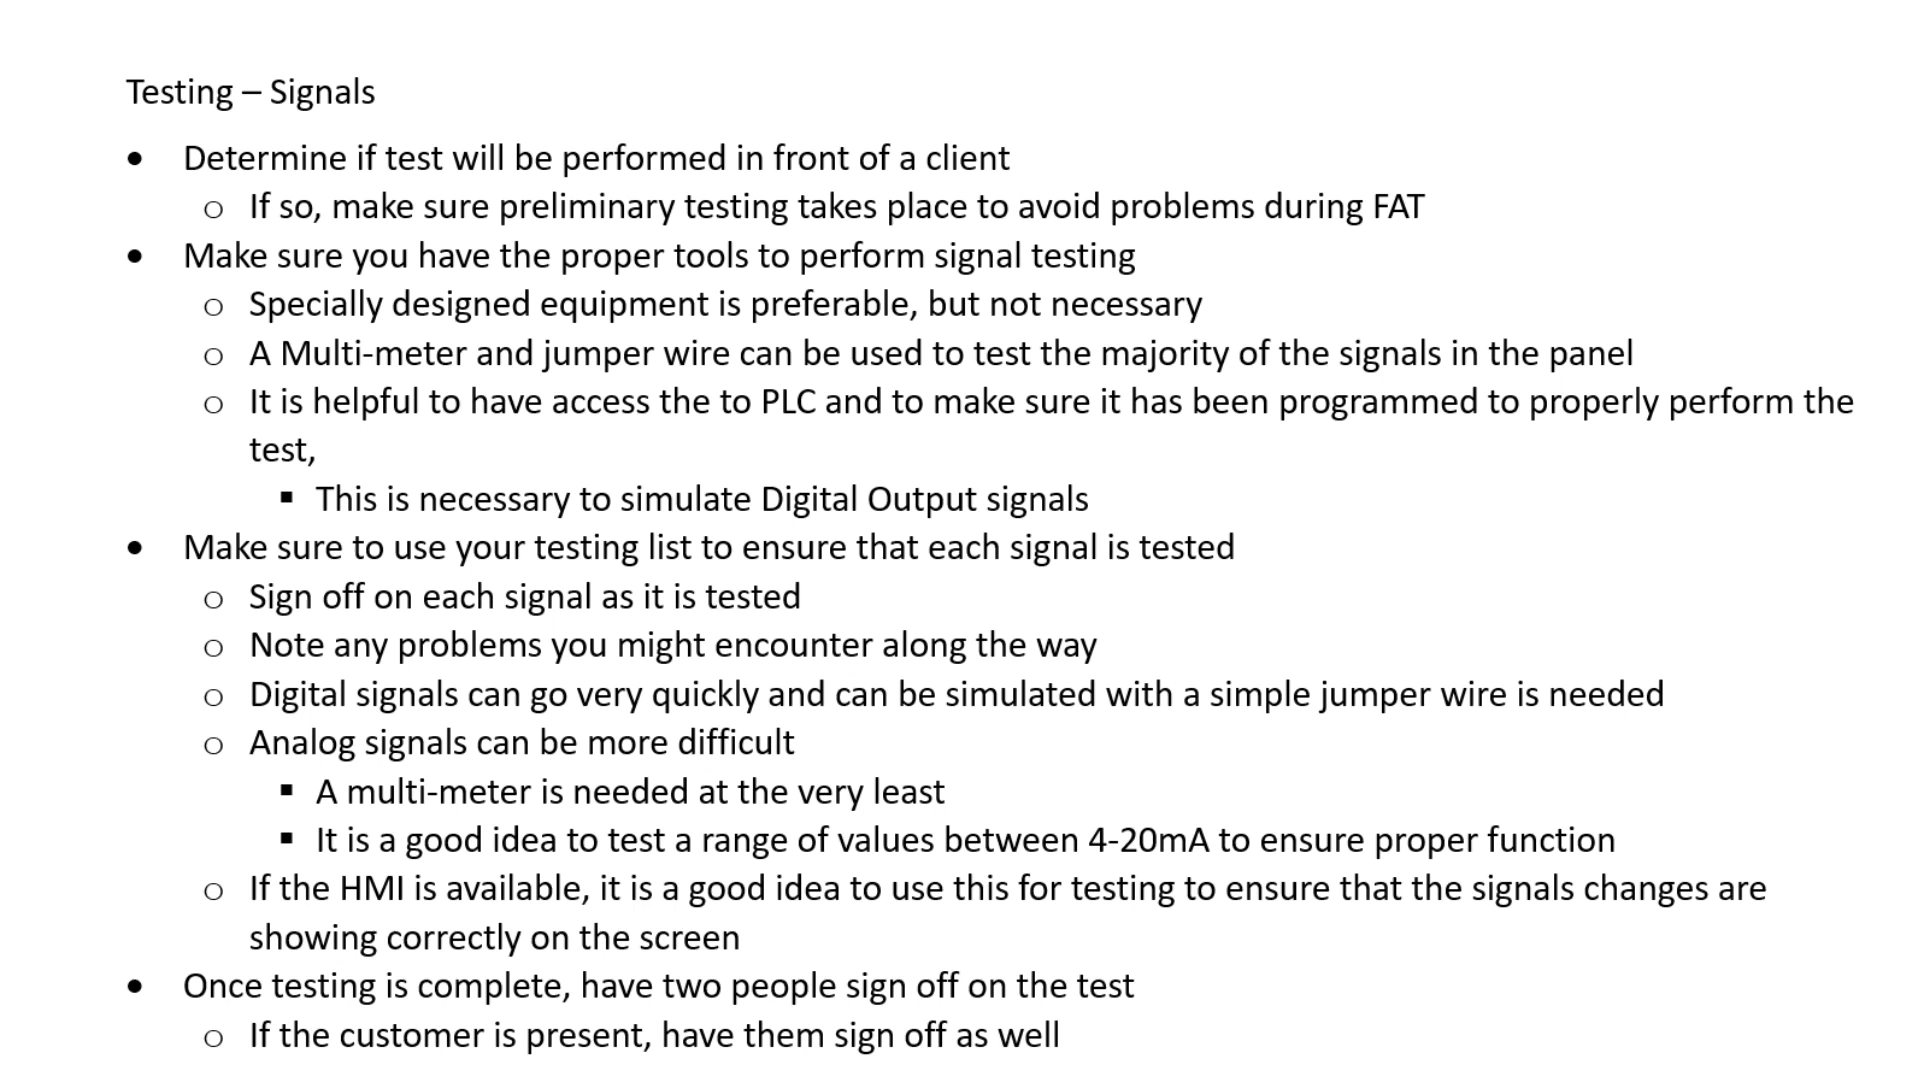 Testing – Signals
• Determine if test will be performed in front of a client
o If so, make sure preliminary testing takes place to avoid problems during FAT
• Make sure you have the proper tools to perform signal testing
o Specially designed equipment is preferable, but not necessary
o A Multi-meter and jumper wire can be used to test the majority of the signals in the panel
o It is helpful to have access the to PLC and to make sure it has been programmed to properly perform the
test,
▪ This is necessary to simulate Digital Output signals
• Make sure to use your testing list to ensure that each signal is tested
o Sign off on each signal as it is tested
o Note any problems you might encounter along the way
o Digital signals can go very quickly and can be simulated with a simple jumper wire is needed
o Analog signals can be more difficult
▪ A multi-meter is needed at the very least
▪ It is a good idea to test a range of values between 4-20mA to ensure proper function
o If the HMI is available, it is a good idea to use this for testing to ensure that the signals changes are
showing correctly on the screen
• Once testing is complete, have two people sign off on the test
o If the customer is present, have them sign off as well